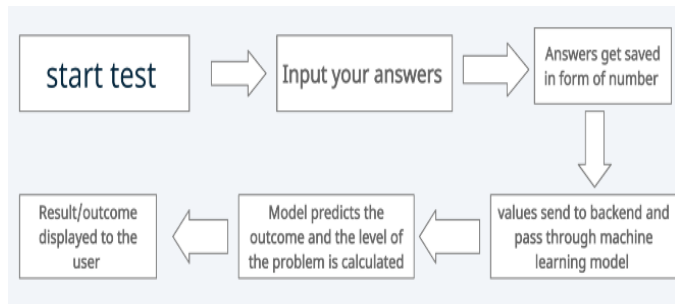 start test
Input your answers
Answers get saved
in form of number
values send to backend and
pass through machine
learning model
Model predicts the
outcome and the level of
the problem is calculated
Result/outcome
displayed to the
user